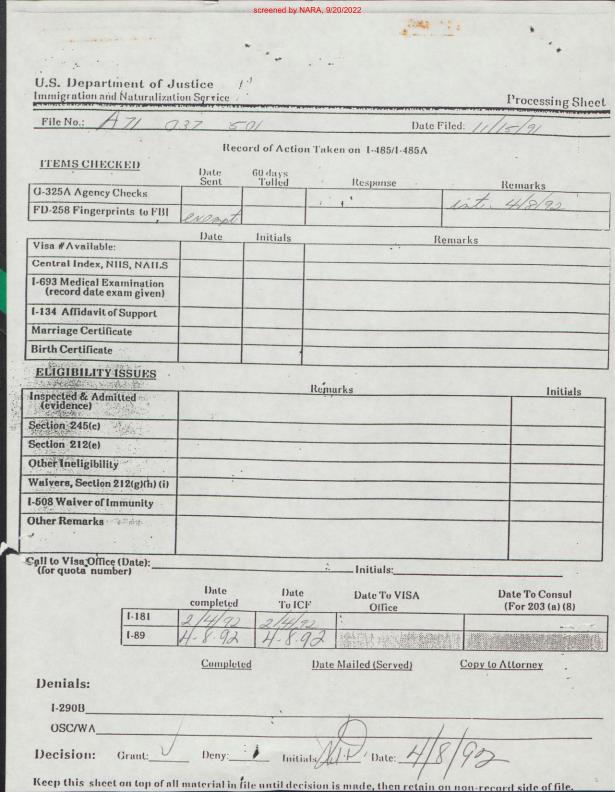 screened by NARA, 9/20/2022
U.S. Department of Justice
Immigration and Naturalization Service
Processing Sheet
File No.: A71 037 501 Date Filed: 11/15/91
Record of Action Taken on I-485/I-485A
ITEMS CHECKED
Date Sent 60 days Tolled Response Remarks
G-325A Agency Checks int. 4/8/92
FD-258 Fingerprints to FBI exempt
Date Initials Remarks
Visa #Available:
Central Index, NIIS, NAILS
I-693 Medical Examination
(record date exam given)
I-134 Affidavit of Support
Marriage Certificate
Birth Certificate
ELIGIBILITY ISSUES
Remarks Initials
Inspected & Admitted
(evidence)
Section 245(c)
Section 212(e)
Other Ineligibility
Waivers, Section 212(g)(h) (i)
I-508 Waiver of Immunity
Other Remarks
Call to Visa Office (Date): Initials:
(for quota number)
Date completed Date To ICF Date To VISA Office Date To Consul (For 203 (a) (8)
I-181 2/4/92 2/4/92
I-89 4-8-92 4-8-92
Completed Date Mailed (Served) Copy to Attorney
Denials:
I-290B
OSC/WA
Decision: Grant: Deny: Initials: Date: 4/8/92
Keep this sheet on top of all material in file until decision is made, then retain on non-record side of file.